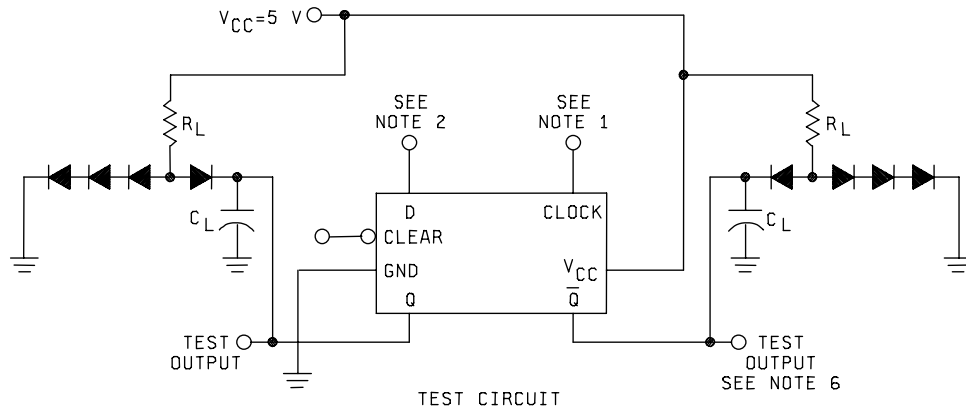 VCC=5 V
SEE
NOTE 2
SEE
NOTE 1
RL
RL
CL
D
CLOCK
CL
CLEAR
GND
VCC
Q
Q̅
TEST
OUTPUT
TEST
OUTPUT
SEE NOTE 6
TEST CIRCUIT